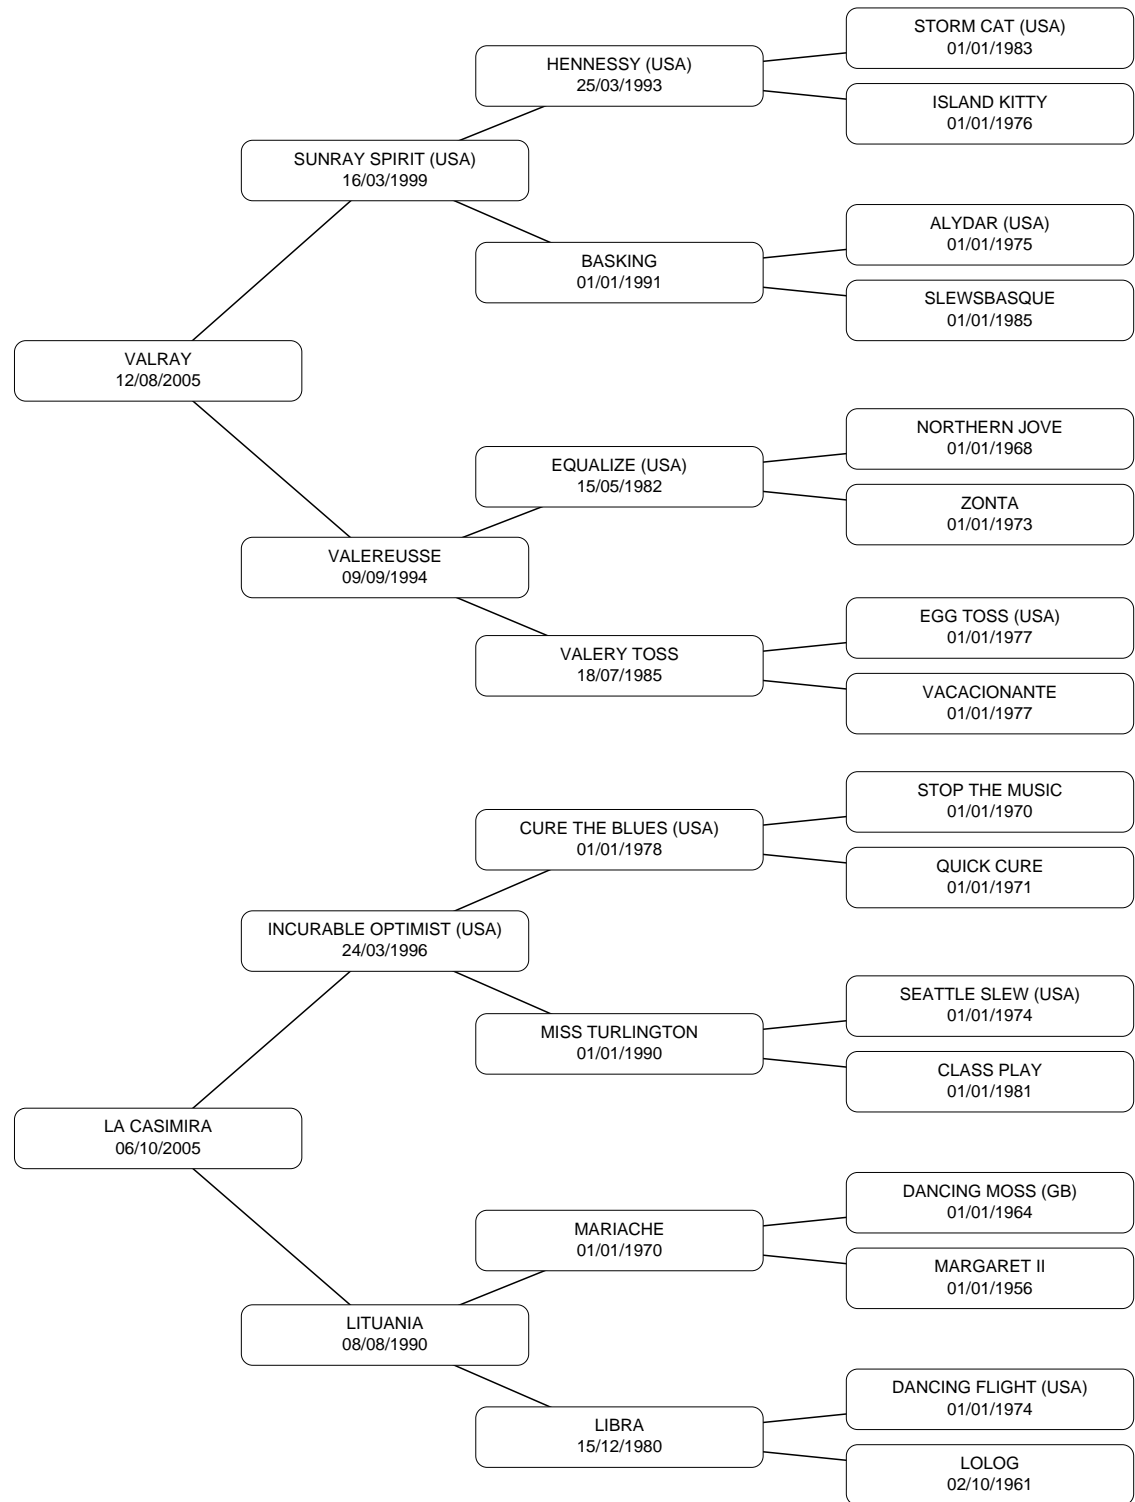 STORM CAT (USA)
01/01/1983
HENNESSY (USA)
25/03/1993
ISLAND KITTY
01/01/1976
SUNRAY SPIRIT (USA)
16/03/1999
ALYDAR (USA)
01/01/1975
BASKING
01/01/1991
SLEWSBASQUE
01/01/1985
VALRAY
12/08/2005
NORTHERN JOVE
01/01/1968
EQUALIZE (USA)
15/05/1982
ZONTA
01/01/1973
VALEREUSSE
09/09/1994
EGG TOSS (USA)
01/01/1977
VALERY TOSS
18/07/1985
VACACIONANTE
01/01/1977
STOP THE MUSIC
01/01/1970
CURE THE BLUES (USA)
01/01/1978
QUICK CURE
01/01/1971
INCURABLE OPTIMIST (USA)
24/03/1996
SEATTLE SLEW (USA)
01/01/1974
MISS TURLINGTON
01/01/1990
CLASS PLAY
01/01/1981
LA CASIMIRA
06/10/2005
DANCING MOSS (GB)
01/01/1964
MARIACHE
01/01/1970
MARGARET II
01/01/1956
LITUANIA
08/08/1990
DANCING FLIGHT (USA)
01/01/1974
LIBRA
15/12/1980
LOLOG
02/10/1961